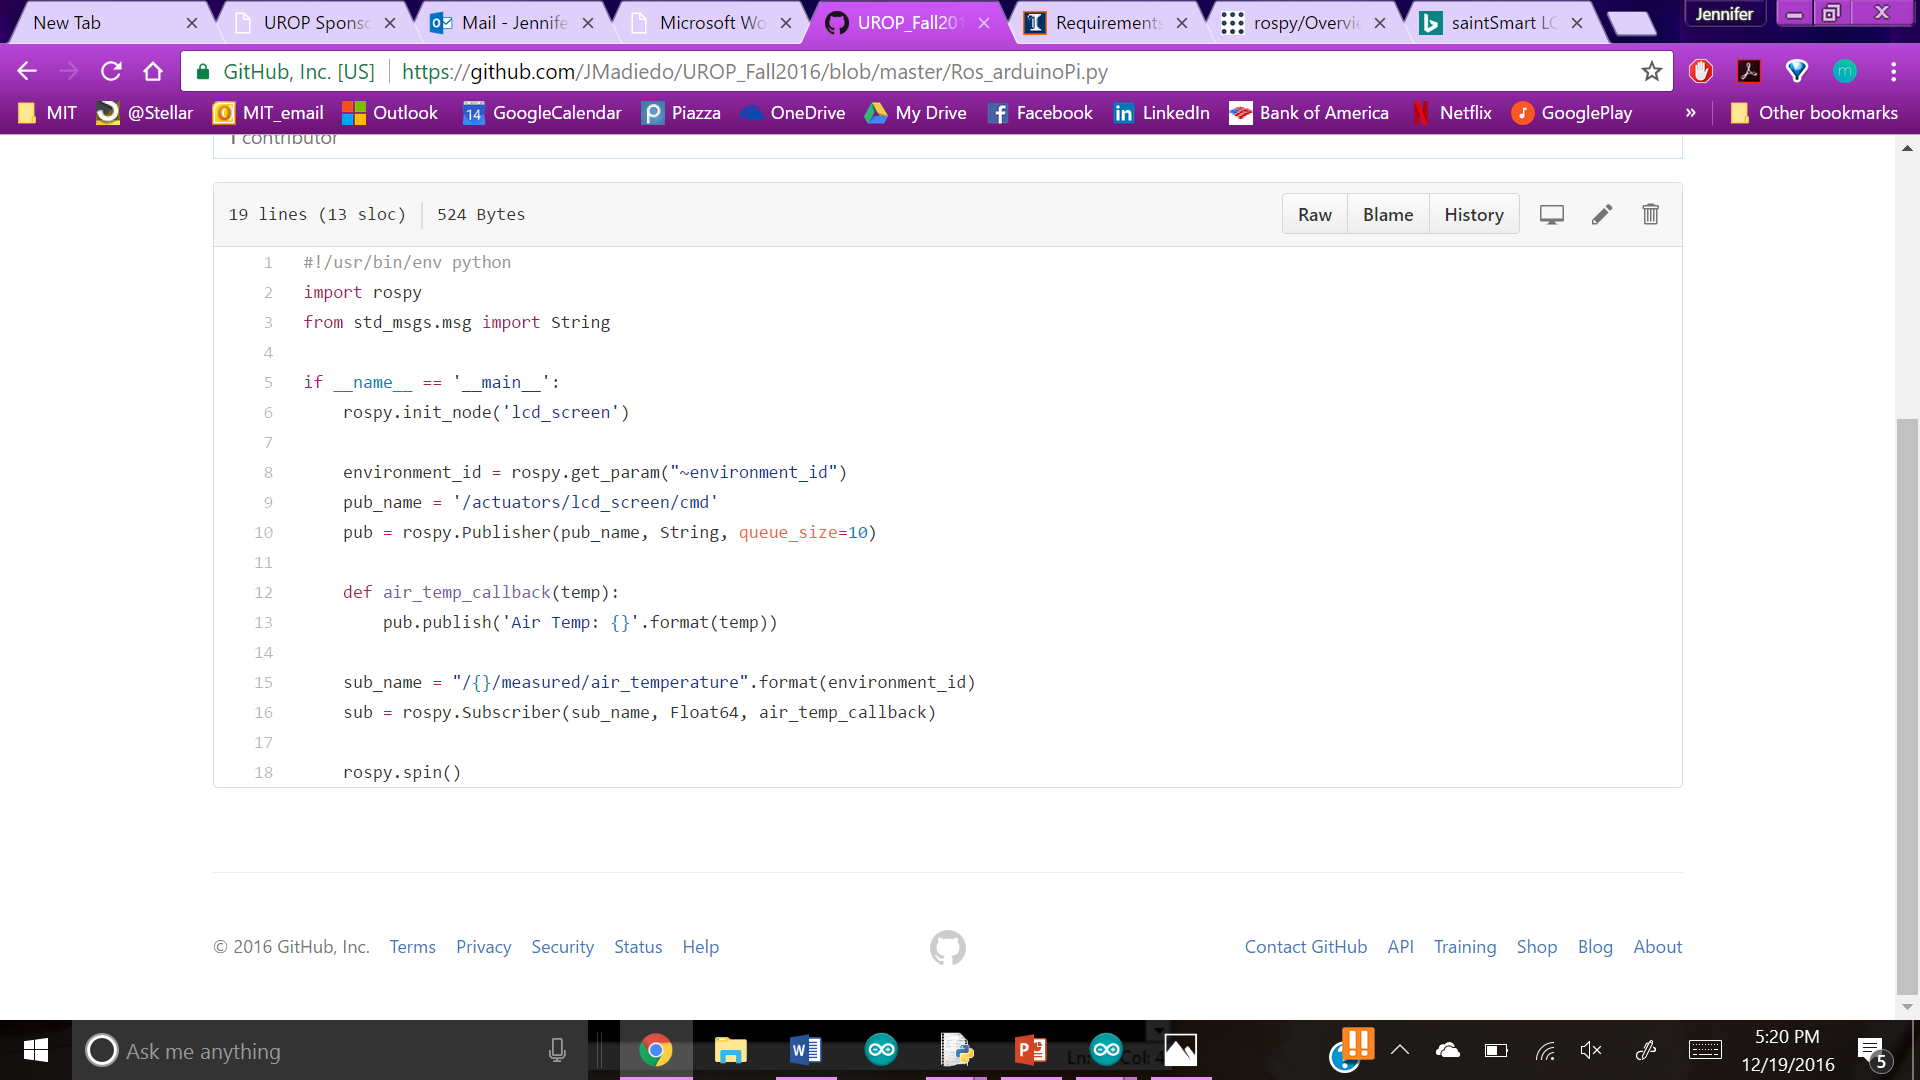 New Tab
UROP Sponso
Mail - Jennife
Microsoft Wo
UROP_Fall201
Requirements
rospy/Overvie
saintSmart LC
Jennifer
GitHub, Inc. [US]
https://github.com/JMadiedo/UROP_Fall2016/blob/master/Ros_arduinoPi.py
MIT
@Stellar
MIT_email
Outlook
14 GoogleCalendar
Piazza
OneDrive
My Drive
Facebook
LinkedIn
Bank of America
Netflix
GooglePlay
»
Other bookmarks
1 contributor
19 lines (13 sloc) 524 Bytes
Raw Blame History
1 #!/usr/bin/env python
2 import rospy
3 from std_msgs.msg import String
4
5 if __name__ == '__main__':
6 rospy.init_node('lcd_screen')
7
8 environment_id = rospy.get_param("~environment_id")
9 pub_name = '/actuators/lcd_screen/cmd'
10 pub = rospy.Publisher(pub_name, String, queue_size=10)
11
12 def air_temp_callback(temp):
13 pub.publish('Air Temp: {}'.format(temp))
14
15 sub_name = "/{}/measured/air_temperature".format(environment_id)
16 sub = rospy.Subscriber(sub_name, Float64, air_temp_callback)
17
18 rospy.spin()
© 2016 GitHub, Inc. Terms Privacy Security Status Help
Contact GitHub API Training Shop Blog About
Ask me anything
5:20 PM
12/19/2016
5